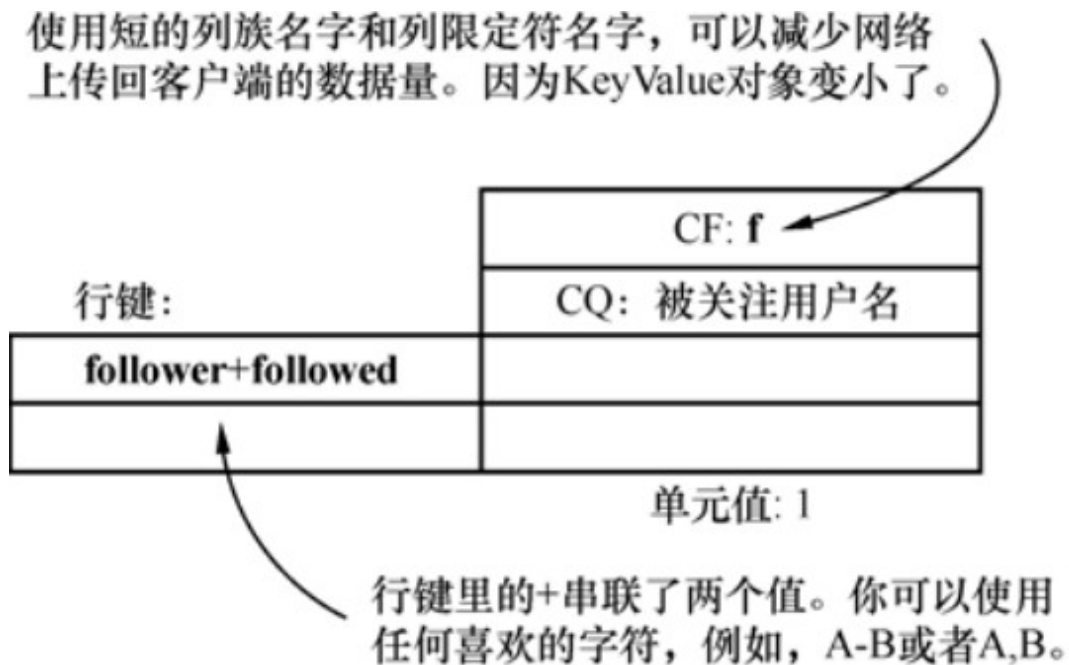 使用短的列族名字和列限定符名字，可以减少网络
上传回客户端的数据量。因为KeyValue对象变小了。
CF: f
行键：
CQ：被关注用户名
follower+followed
单元值: 1
行键里的+串联了两个值。你可以使用
任何喜欢的字符，例如，A-B或者A,B。